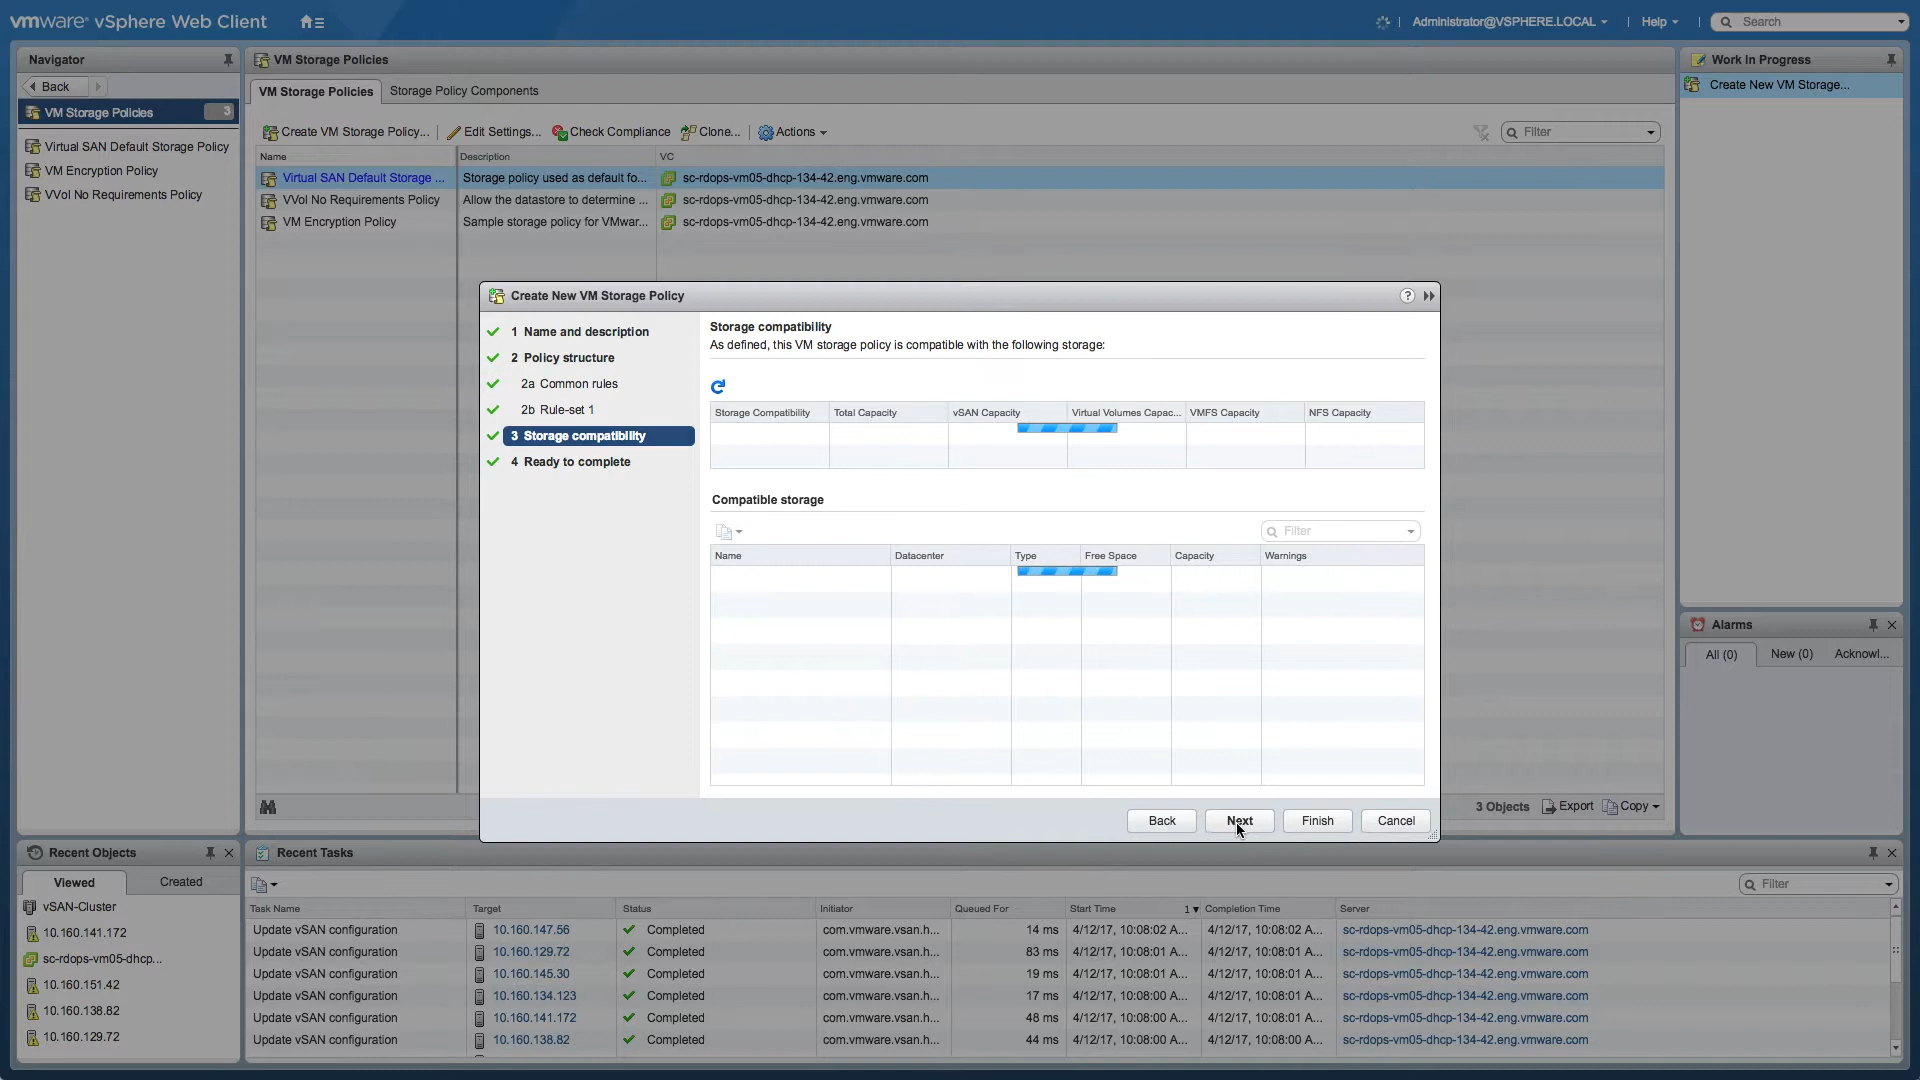 vmware® vSphere Web Client
Administrator@VSPHERE.LOCAL
Help
Search
Navigator
Back
VM Storage Policies 3
Virtual SAN Default Storage Policy
VM Encryption Policy
VVol No Requirements Policy
VM Storage Policies
VM Storage Policies Storage Policy Components
Create VM Storage Policy... Edit Settings... Check Compliance Clone... Actions Filter
Name Description VC
Virtual SAN Default Storage ... Storage policy used as default fo... sc-rdops-vm05-dhcp-134-42.eng.vmware.com
VVol No Requirements Policy Allow the datastore to determine ... sc-rdops-vm05-dhcp-134-42.eng.vmware.com
VM Encryption Policy Sample storage policy for VMwar... sc-rdops-vm05-dhcp-134-42.eng.vmware.com
Create New VM Storage Policy ?
1 Name and description
2 Policy structure
2a Common rules
2b Rule-set 1
3 Storage compatibility
4 Ready to complete
Storage compatibility
As defined, this VM storage policy is compatible with the following storage:
Storage Compatibility Total Capacity vSAN Capacity Virtual Volumes Capac... VMFS Capacity NFS Capacity
Compatible storage
Filter
Name Datacenter Type Free Space Capacity Warnings
Back Next Finish Cancel
3 Objects Export Copy
Work In Progress
Create New VM Storage...
Alarms
All (0) New (0) Acknowl...
Recent Objects
Viewed Created
vSAN-Cluster
10.160.141.172
sc-rdops-vm05-dhcp...
10.160.151.42
10.160.138.82
10.160.129.72
Recent Tasks
Filter
Task Name Target Status Initiator Queued For Start Time 1 Completion Time Server
Update vSAN configuration 10.160.147.56 Completed com.vmware.vsan.h... 14 ms 4/12/17, 10:08:02 A... 4/12/17, 10:08:02 A... sc-rdops-vm05-dhcp-134-42.eng.vmware.com
Update vSAN configuration 10.160.129.72 Completed com.vmware.vsan.h... 83 ms 4/12/17, 10:08:01 A... 4/12/17, 10:08:01 A... sc-rdops-vm05-dhcp-134-42.eng.vmware.com
Update vSAN configuration 10.160.145.30 Completed com.vmware.vsan.h... 19 ms 4/12/17, 10:08:01 A... 4/12/17, 10:08:01 A... sc-rdops-vm05-dhcp-134-42.eng.vmware.com
Update vSAN configuration 10.160.134.123 Completed com.vmware.vsan.h... 17 ms 4/12/17, 10:08:00 A... 4/12/17, 10:08:01 A... sc-rdops-vm05-dhcp-134-42.eng.vmware.com
Update vSAN configuration 10.160.141.172 Completed com.vmware.vsan.h... 48 ms 4/12/17, 10:08:00 A... 4/12/17, 10:08:01 A... sc-rdops-vm05-dhcp-134-42.eng.vmware.com
Update vSAN configuration 10.160.138.82 Completed com.vmware.vsan.h... 44 ms 4/12/17, 10:08:00 A... 4/12/17, 10:08:00 A... sc-rdops-vm05-dhcp-134-42.eng.vmware.com